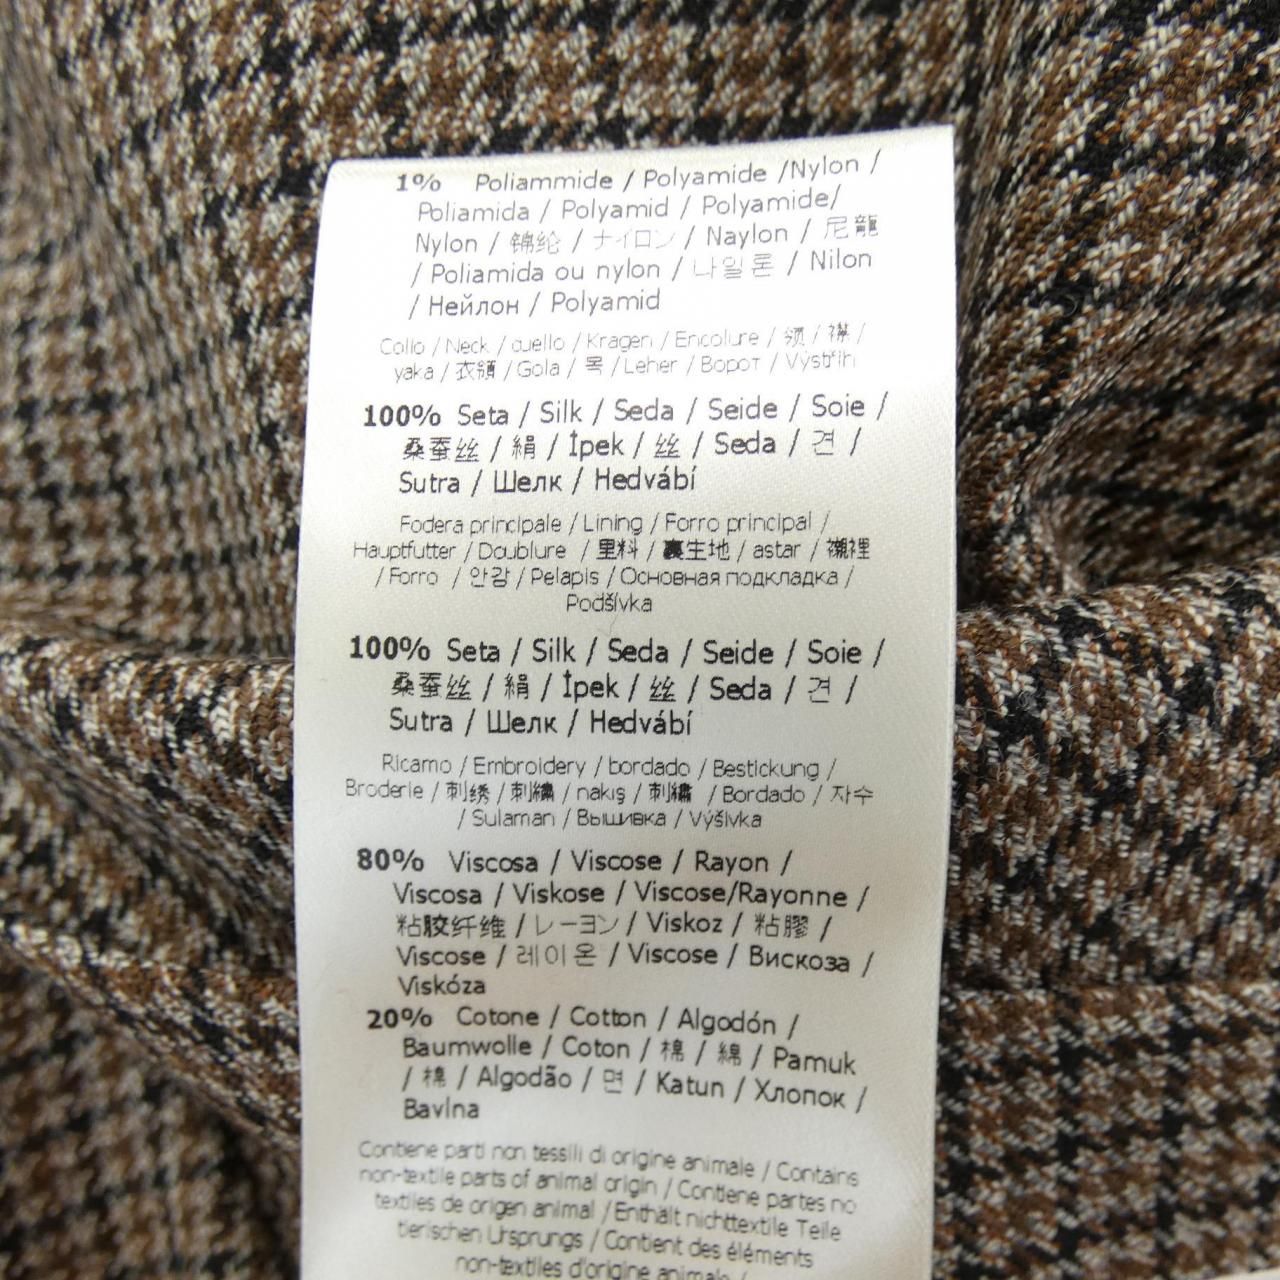 1% Poliammide / Polyamide /Nylon /
Poliamida / Polyamid / Polyamide/
Nylon / 锦纶 / ナイロン / Naylon / 尼龍
/ Poliamida ou nylon / 나일론 / Nilon
/ Нейлон / Polyamid
Collo / Neck / cuello / Kragen / Encolure / 领 / 襟 /
yaka / 衣領 / Gola / 목 / Leher / Ворот / Výstřih
100% Seta / Silk / Seda / Seide / Soie /
桑蚕丝 / 絹 / İpek / 丝 / Seda / 견 /
Sutra / Шелк / Hedvábí
Fodera principale / Lining / Forro principal /
Hauptfutter / Doublure / 里料 / 裏生地 / astar / 襯裡
/ Forro / 안감 / Pelapis / Основная подкладка /
Podšívka
100% Seta / Silk / Seda / Seide / Soie /
桑蚕丝 / 絹 / İpek / 丝 / Seda / 견 /
Sutra / Шелк / Hedvábí
Ricamo / Embroidery / bordado / Bestickung /
Broderie / 刺绣 / 刺繍 / nakış / 刺繡 / Bordado / 자수
/ Sulaman / Вышивка / Výšivka
80% Viscosa / Viscose / Rayon /
Viscosa / Viskose / Viscose/Rayonne /
粘胶纤维 / レーヨン / Viskoz / 粘膠 /
Viscose / 레이온 / Viscose / Вискоза /
Viskóza
20% Cotone / Cotton / Algodón /
Baumwolle / Coton / 棉 / 綿 / Pamuk
/ 棉 / Algodão / 면 / Katun / Хлопок /
Bavlna
Contiene parti non tessili di origine animale / Contains
non-textile parts of animal origin / Contiene partes no
textiles de origen animal / Enthält nichttextile Teile
tierischen Ursprungs / Contient des éléments
non-textiles d'origine animale /